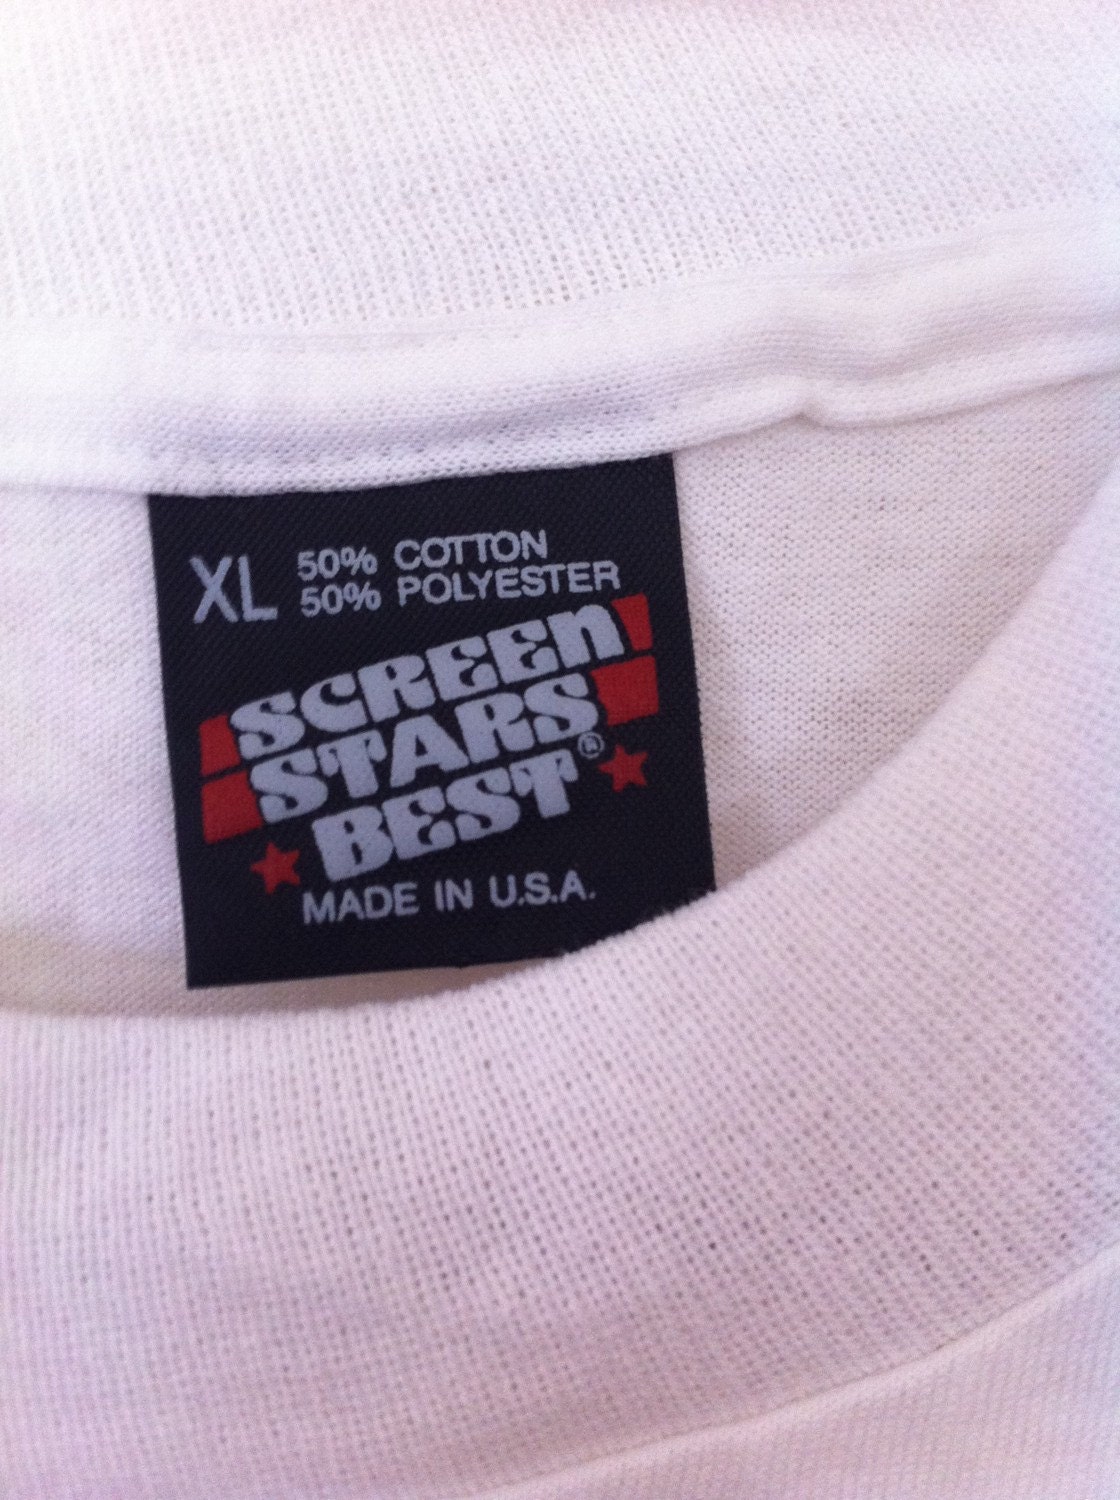 XL 50% COTTON
50% POLYESTER
SCREEN
STARS
BEST®
MADE IN U.S.A.